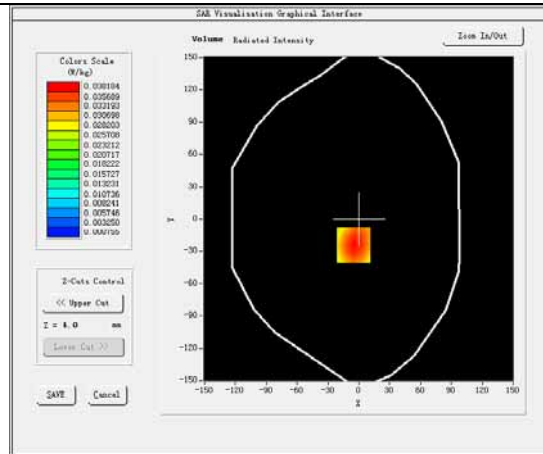 SAR Visualisation Graphical Interface
Volume Radiated Intensity
Zoom In/Out
Colors Scale
(W/kg)
0.038184
0.035689
0.033193
0.030698
0.028203
0.025708
0.023212
0.020717
0.018222
0.015727
0.013231
0.010736
0.008241
0.005746
0.003250
0.000755
Z-Cuts Control
<< Upper Cut
Z = 4.0 mm
Lower Cut >>
SAVE Cancel
150
120
90
60
30
0
-30
-60
-90
-120
-150
Y
-150 -120 -90 -60 -30 0 30 60 90 120 150
X